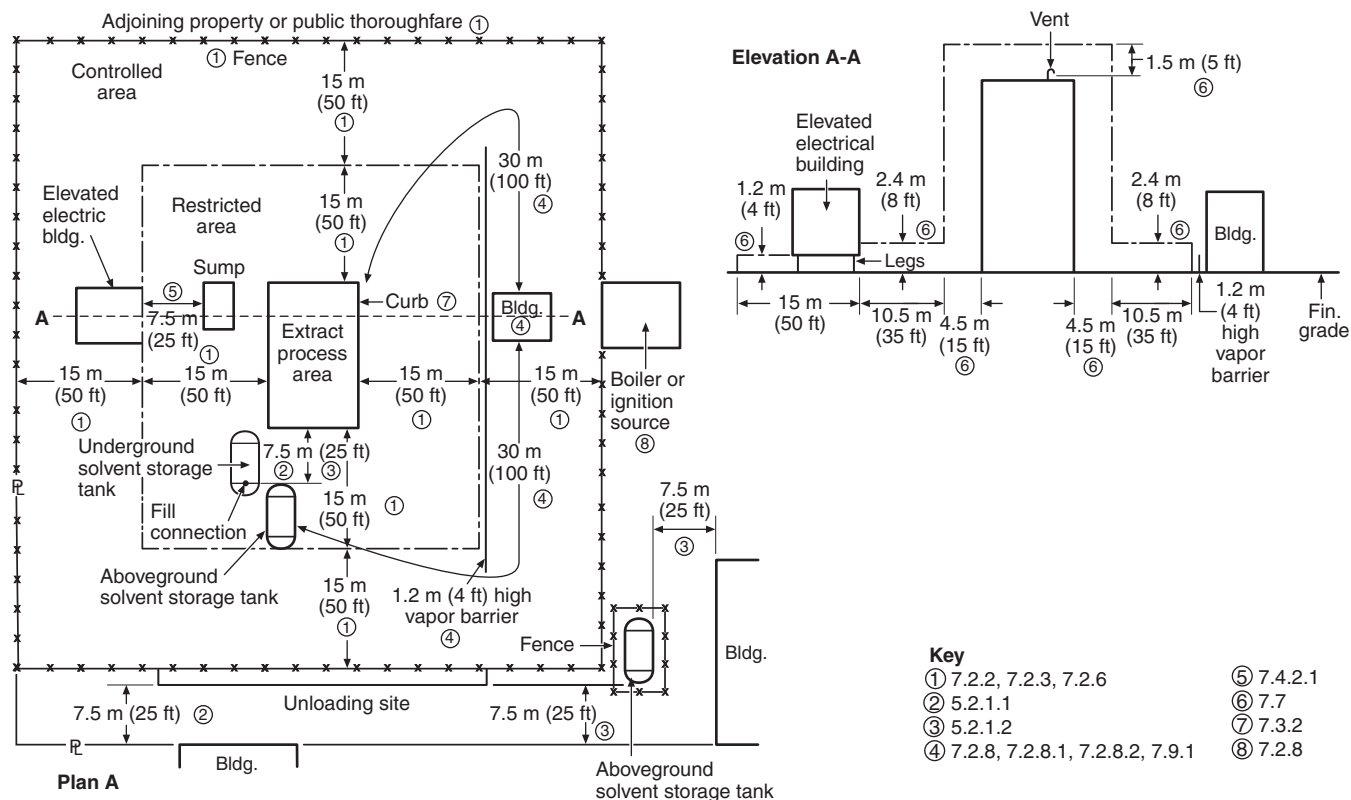 Adjoining property or public thoroughfare ①
① Fence
Controlled
area
15 m
(50 ft)
①
30 m
(100 ft)
④
15 m
(50 ft)
①
Elevated
electric
bldg.
Restricted
area
Sump
⑤
7.5 m
(25 ft)
①
Curb ⑦
Extract
process
area
Bldg.
④
A
A
15 m
(50 ft)
①
15 m
(50 ft)
15 m
(50 ft)
①
15 m
(50 ft)
①
Boiler or
ignition
source
⑧
Underground
solvent storage
tank
7.5 m (25 ft)
② ③
30 m
(100 ft)
④
15 m
(50 ft)
①
Fill
connection
PL
Aboveground
solvent storage tank
15 m
(50 ft)
①
1.2 m (4 ft) high
vapor barrier
④
7.5 m
(25 ft)
③
Fence
Bldg.
Unloading site
7.5 m (25 ft) ②
7.5 m (25 ft)
③
PL
Bldg.
Plan A
Aboveground
solvent storage tank
Elevation A-A
Vent
1.5 m (5 ft)
⑥
Elevated
electrical
building
1.2 m
(4 ft)
⑥
2.4 m
(8 ft)
⑥
2.4 m
(8 ft)
⑥
Bldg.
Legs
15 m
(50 ft)
10.5 m
(35 ft)
4.5 m
(15 ft)
⑥
4.5 m
(15 ft)
⑥
10.5 m
(35 ft)
1.2 m
(4 ft)
high
vapor
barrier
Fin.
grade
Key
① 7.2.2, 7.2.3, 7.2.6
② 5.2.1.1
③ 5.2.1.2
④ 7.2.8, 7.2.8.1, 7.2.8.2, 7.9.1
⑤ 7.4.2.1
⑥ 7.7
⑦ 7.3.2
⑧ 7.2.8